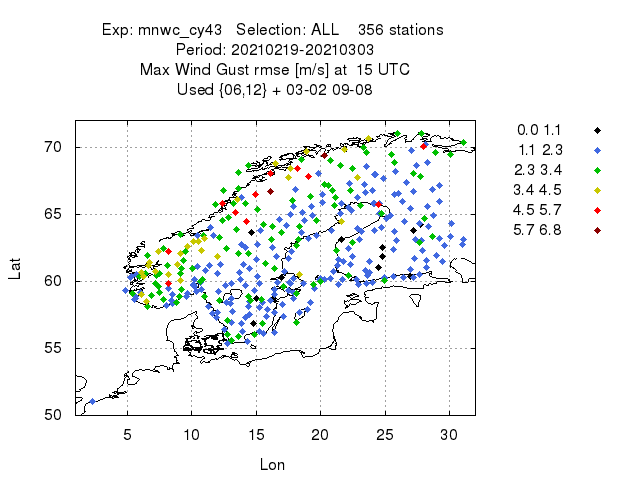 Exp: mnwc_cy43 Selection: ALL 356 stations
Period: 20210219-20210303
Max Wind Gust rmse [m/s] at 15 UTC
Used {06,12} + 03-02 09-08
0.0 1.1
1.1 2.3
2.3 3.4
3.4 4.5
4.5 5.7
5.7 6.8
70
65
60
55
50
Lat
5 10 15 20 25 30
Lon